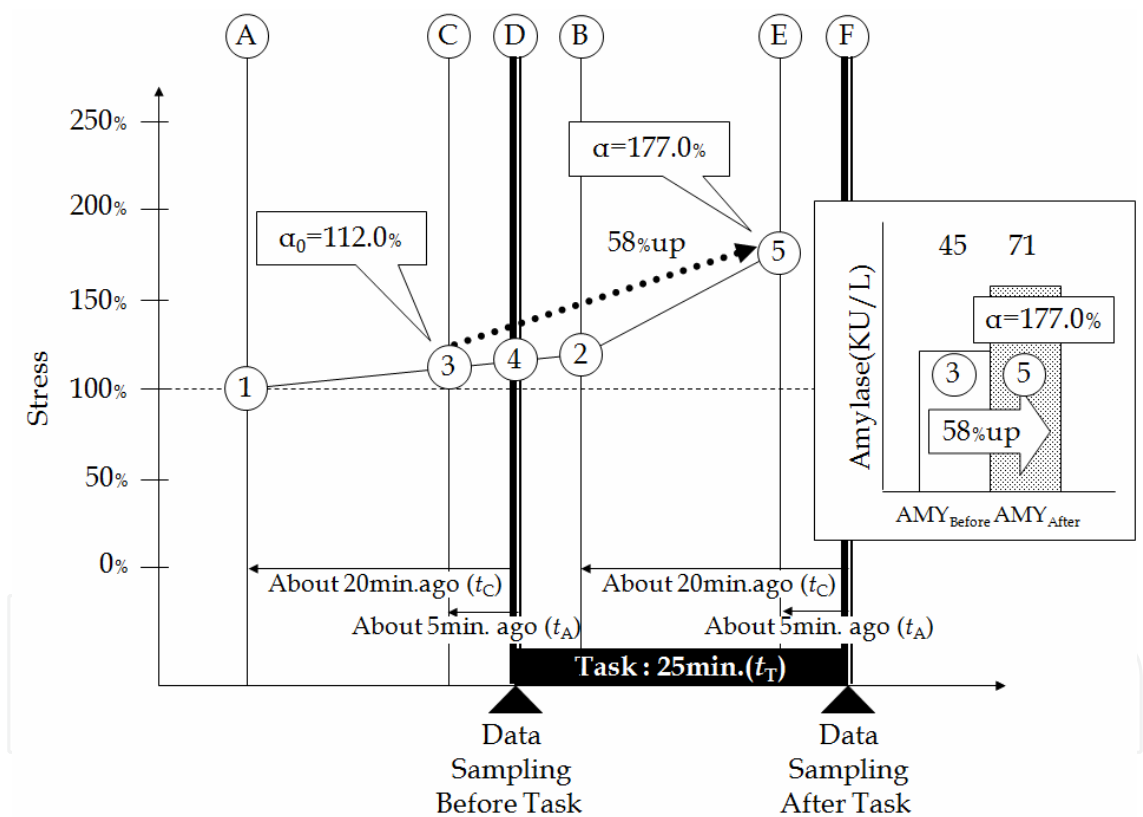 A C D B E F
250%
200%
150%
100%
50%
0%
Stress
α=177.0%
α₀=112.0%
58%up
1 3 4 2 5
45 71
α=177.0%
3 5
58%up
Amylase(KU/L)
AMY_Before AMY_After
About 20min.ago (t_C) About 20min.ago (t_C)
About 5min. ago (t_A) About 5min. ago (t_A)
Task : 25min.(t_T)
Data
Sampling
Before Task
Data
Sampling
After Task